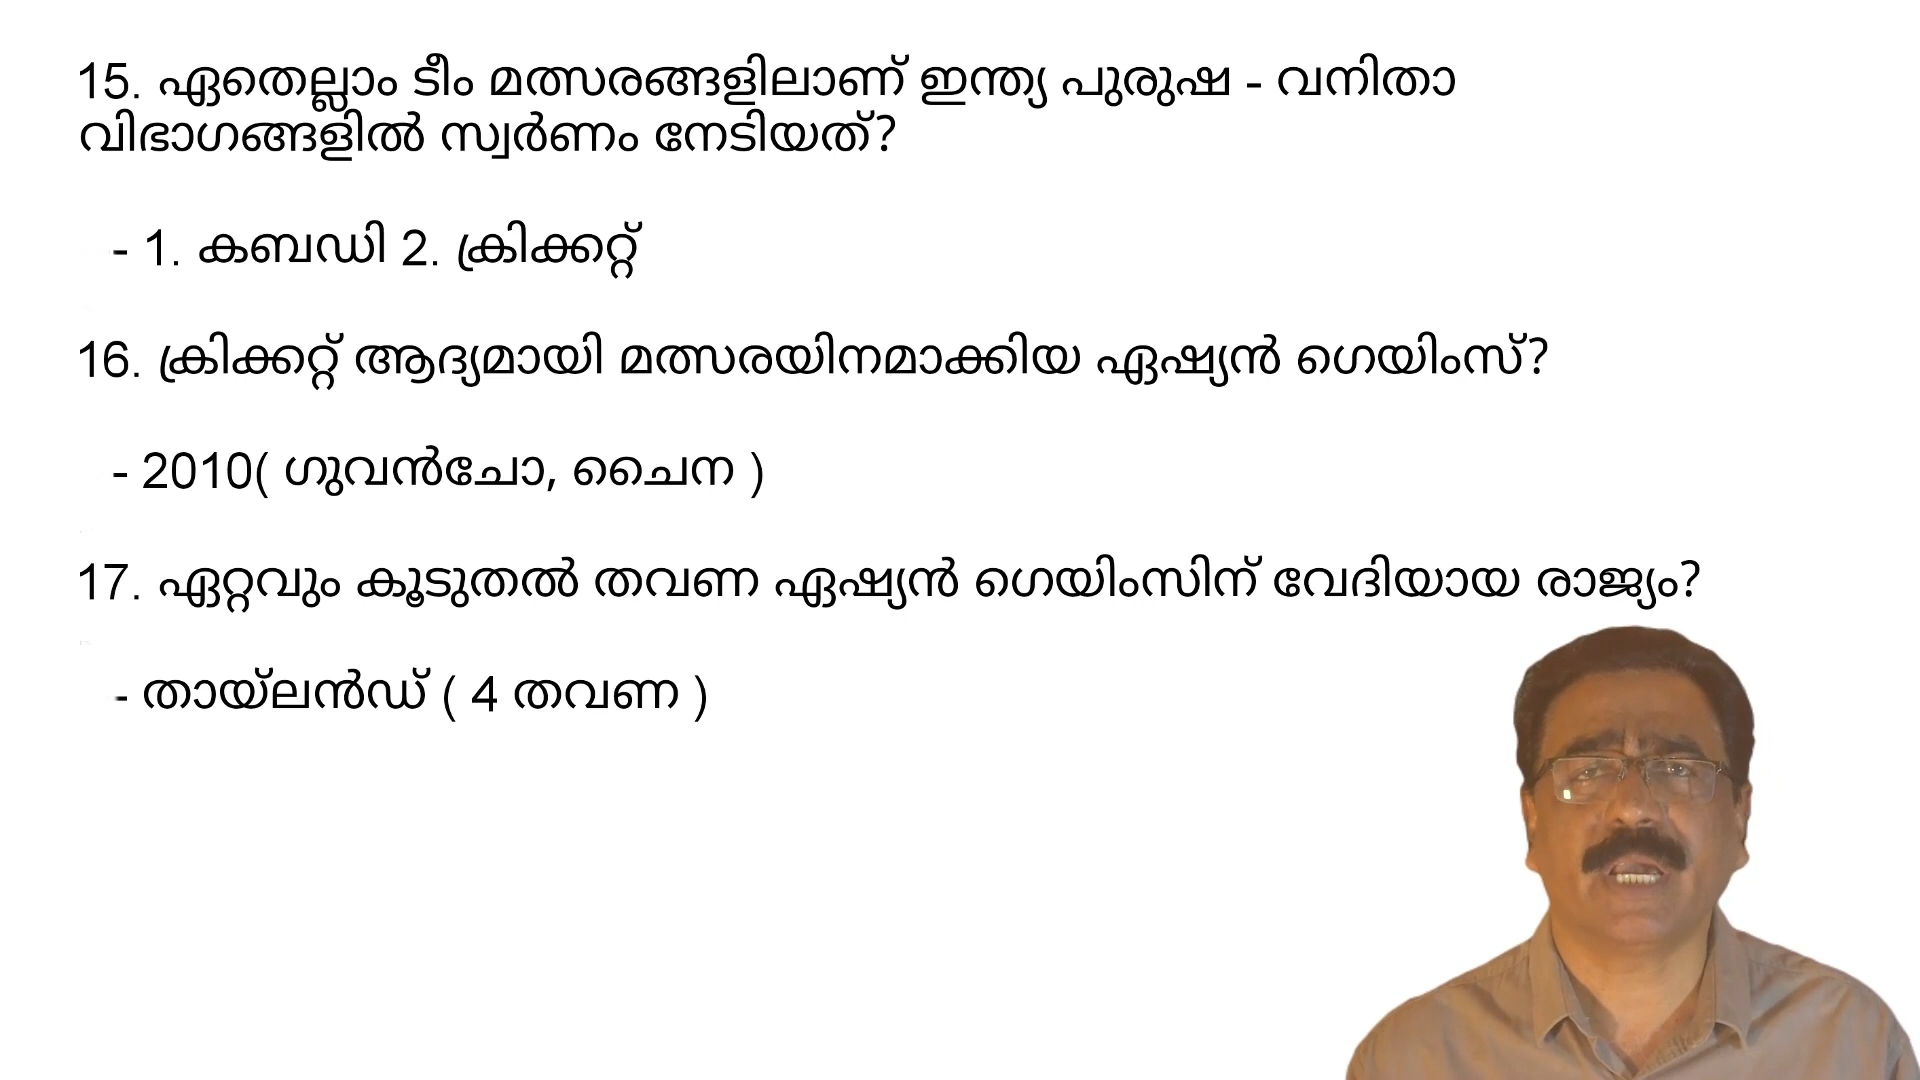 15. ഏതെല്ലാം ടീം മത്സരങ്ങളിലാണ് ഇന്ത്യ പുരുഷ - വനിതാ
വിഭാഗങ്ങളിൽ സ്വർണം നേടിയത്?
- 1. കബഡി 2. ക്രിക്കറ്റ്
16. ക്രിക്കറ്റ് ആദ്യമായി മത്സരയിനമാക്കിയ ഏഷ്യൻ ഗെയിംസ്?
- 2010( ഗുവൻചോ, ചൈന )
17. ഏറ്റവും കൂടുതൽ തവണ ഏഷ്യൻ ഗെയിംസിന് വേദിയായ രാജ്യം?
- തായ്‌ലൻഡ് ( 4 തവണ )